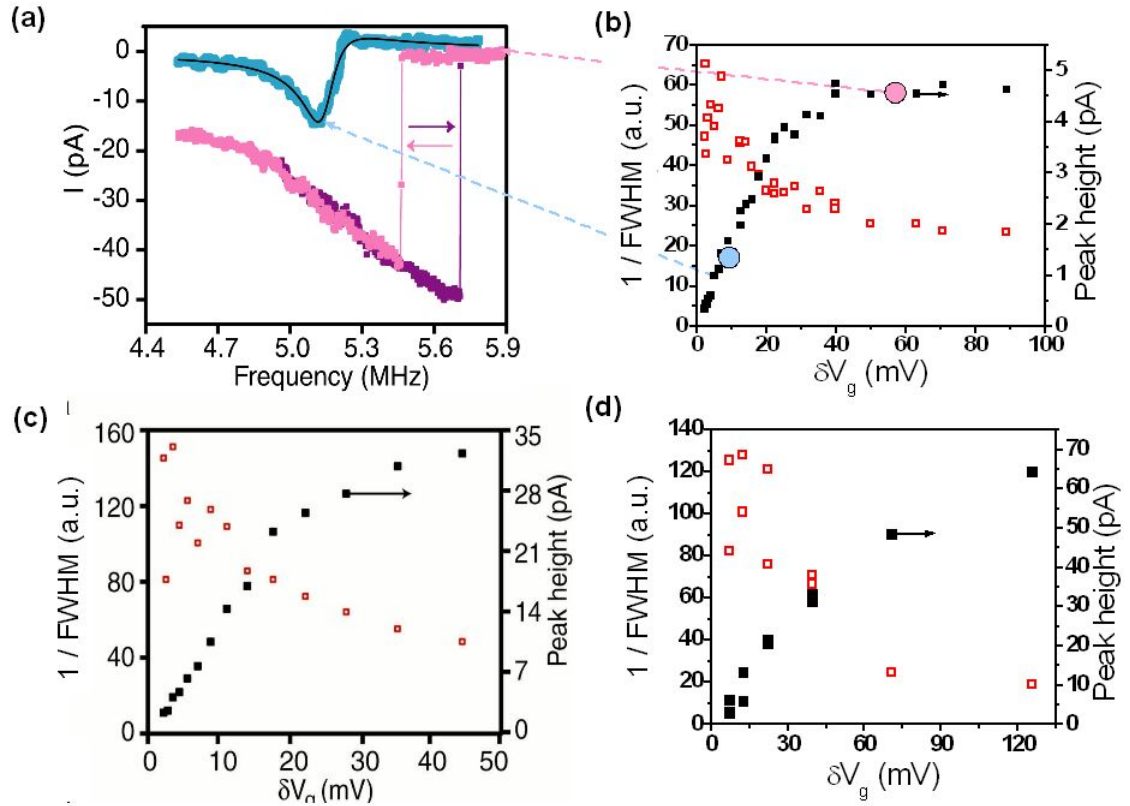 (a)
I (pA)
0
-10
-20
-30
-40
-50
4.4 4.7 5.0 5.3 5.6 5.9
Frequency (MHz)
(b)
1 / FWHM (a.u.)
70
60
50
40
30
20
10
0
0 20 40 60 80 100
δVg (mV)
5
4
3
2
1
0
Peak height (pA)
(c)
1 / FWHM (a.u.)
160
120
80
40
0
0 10 20 30 40 50
δVg (mV)
35
28
21
14
7
0
Peak height (pA)
(d)
1 / FWHM (a.u.)
140
120
100
80
60
40
20
0
0 30 60 90 120
δVg (mV)
70
60
50
40
30
20
10
0
Peak height (pA)